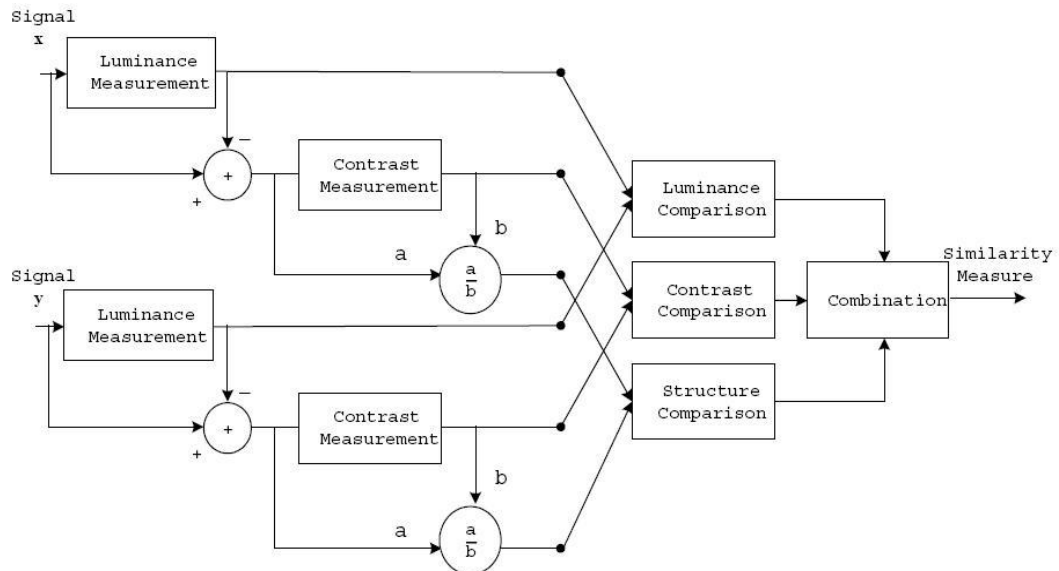 Signal
x
Luminance
Measurement
−
+
+
Contrast
Measurement
a
b
a
b
Signal
y
Luminance
Measurement
−
+
+
Contrast
Measurement
a
b
a
b
Luminance
Comparison
Contrast
Comparison
Structure
Comparison
Combination
Similarity
Measure